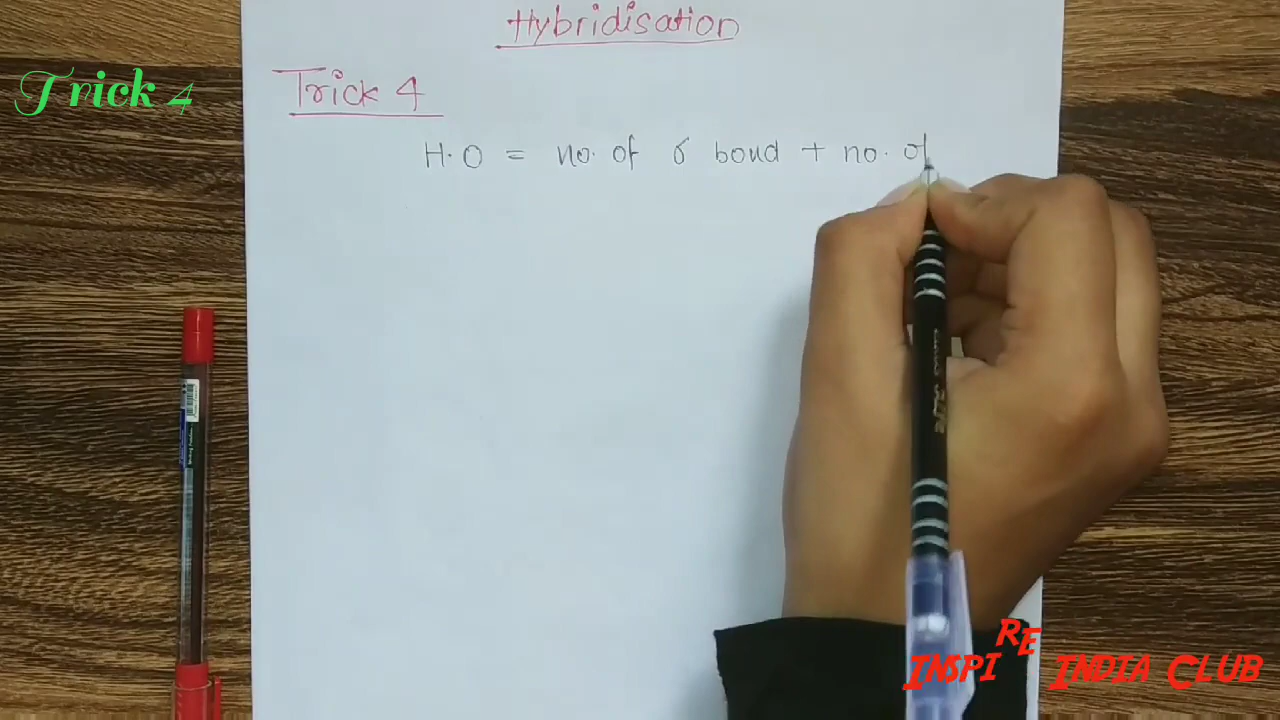 Hybridisation
Trick 4
Trick 4
H.O = no. of σ bond + no. of
INSPIRE INDIA CLUB